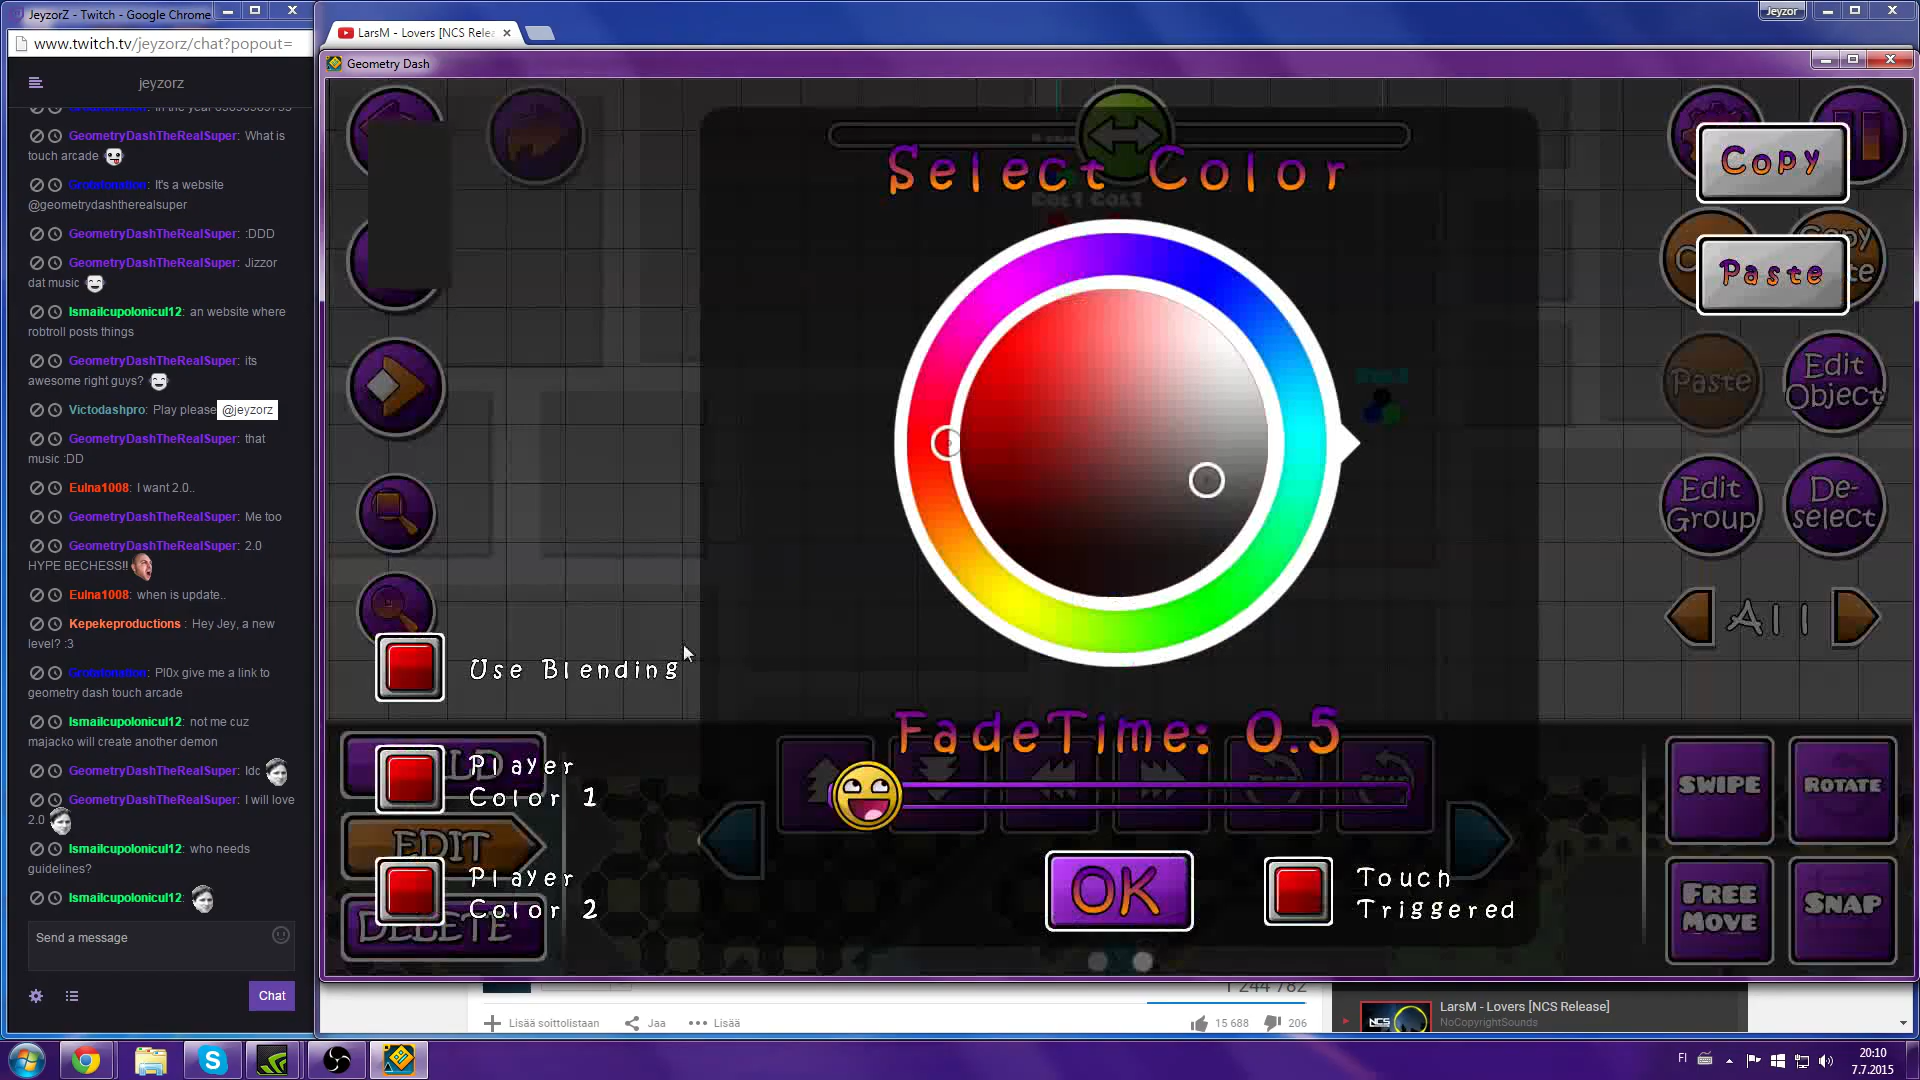 JeyzorZ - Twitch - Google Chrome
www.twitch.tv/jeyzorz/chat?popout=
jeyzorz
GeometryDashTheRealSuper: What is
touch arcade
Grotatonation: It's a website
@geometrydashtherealsuper
GeometryDashTheRealSuper: :DDD
GeometryDashTheRealSuper: Jizzor
dat music
Ismailcupolonicul12: an website where
robtroll posts things
GeometryDashTheRealSuper: its
awesome right guys?
Victodashpro: Play please @jeyzorz
GeometryDashTheRealSuper: that
music :DD
Eulna1008: I want 2.0..
GeometryDashTheRealSuper: Me too
GeometryDashTheRealSuper: 2.0
HYPE BECHESS!!
Eulna1008: when is update..
Kepekeproductions : Hey Jey, a new
level? :3
Grotatonation: Pl0x give me a link to
geometry dash touch arcade
Ismailcupolonicul12: not me cuz
majacko will create another demon
GeometryDashTheRealSuper: Idc
GeometryDashTheRealSuper: I will love
2.0
Ismailcupolonicul12: who needs
guidelines?
Ismailcupolonicul12:
Send a message
Chat
LarsM - Lovers [NCS Relea
Jeyzor
Geometry Dash
Select Color
Copy
Paste
Paste
Edit
Object
Edit
Group
De-
select
All
Use Blending
Player
Color 1
EDIT
Player
Color 2
DELETE
FadeTime: 0.5
OK
Touch
Triggered
SWIPE
ROTATE
FREE
MOVE
SNAP
1 244 782
Lisää soittolistaan
Jaa
Lisää
15 688
206
NCS
LarsM - Lovers [NCS Release]
NoCopyrightSounds
FI
20:10
7.7.2015